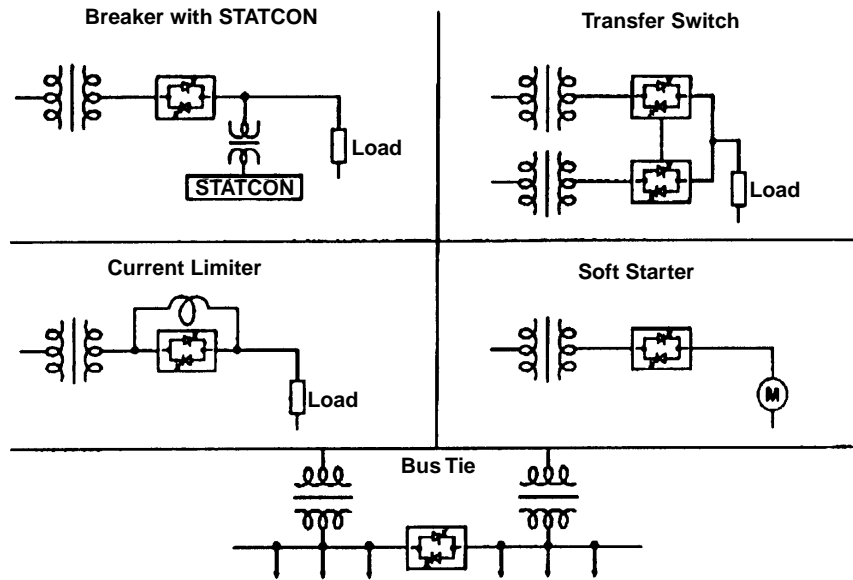 Breaker with STATCON
Load
STATCON
Transfer Switch
Load
Current Limiter
Load
Soft Starter
M
Bus Tie